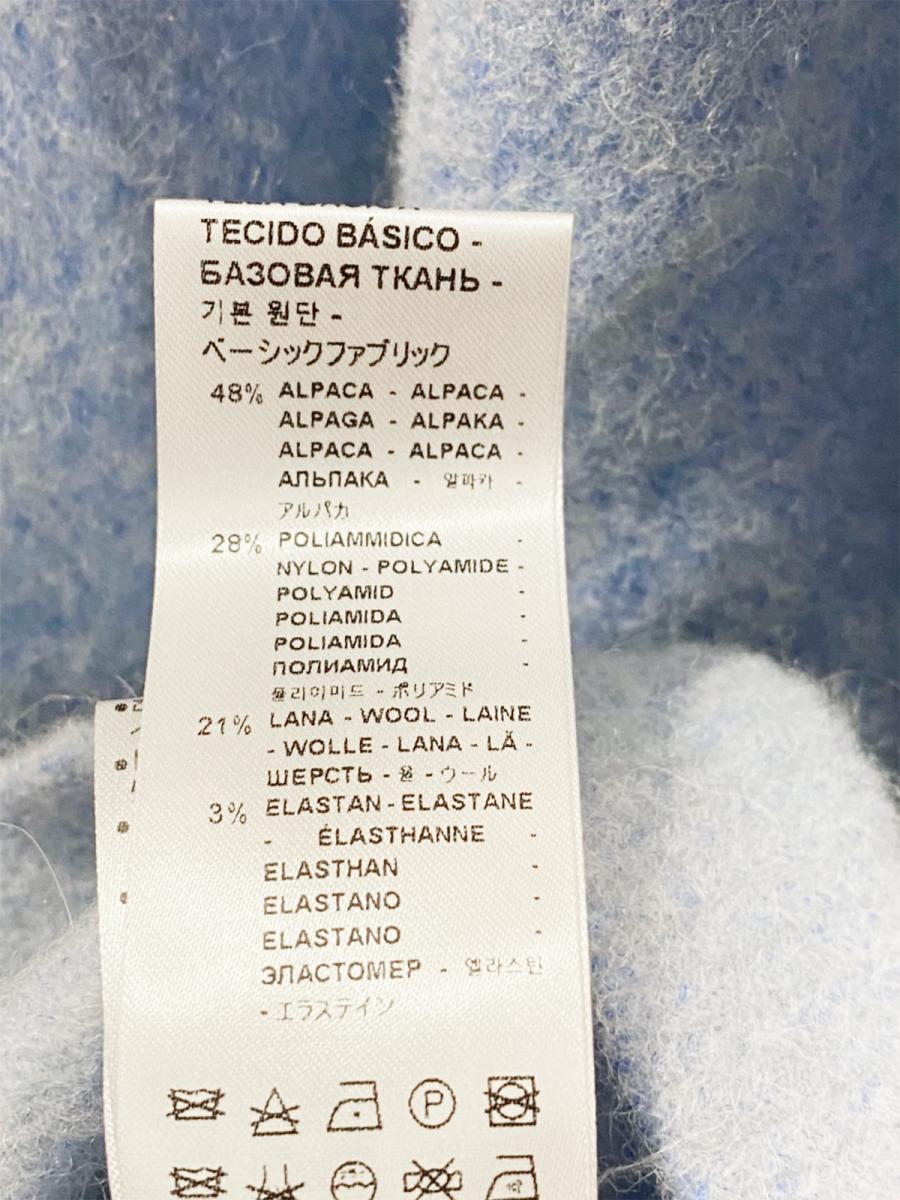 TECIDO BÁSICO -
БАЗОВАЯ ТКАНЬ -
기본 원단 -
ベーシックファブリック
48% ALPACA - ALPACA -
ALPAGA - ALPAKA -
ALPACA - ALPACA -
АЛЬПАКА - 알파카 -
アルパカ
28% POLIAMMIDICA -
NYLON - POLYAMIDE -
POLYAMID -
POLIAMIDA -
POLIAMIDA -
ПОЛИАМИД -
폴리아미드 - ポリアミド
21% LANA - WOOL - LAINE
- WOLLE - LANA - LÃ -
ШЕРСТЬ - 울 - ウール
3% ELASTAN - ELASTANE
- ÉLASTHANNE -
ELASTHAN -
ELASTANO -
ELASTANO -
ЭЛАСТОМЕР - 엘라스틴
- エラステイン
P